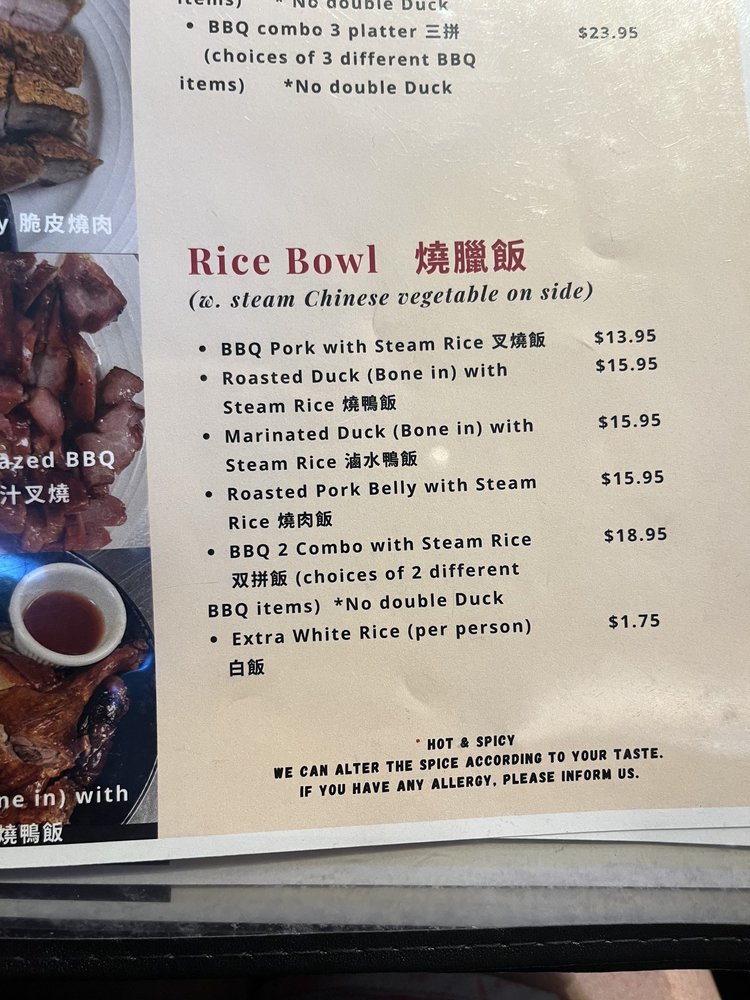 items) * No double Duck
• BBQ combo 3 platter 三拼 $23.95
(choices of 3 different BBQ
items) *No double Duck
y 脆皮燒肉
Rice Bowl 燒臘飯
(w. steam Chinese vegetable on side)
• BBQ Pork with Steam Rice 叉燒飯 $13.95
• Roasted Duck (Bone in) with $15.95
Steam Rice 燒鴨飯
• Marinated Duck (Bone in) with $15.95
Steam Rice 滷水鴨飯
• Roasted Pork Belly with Steam $15.95
Rice 燒肉飯
• BBQ 2 Combo with Steam Rice $18.95
双拼飯 (choices of 2 different
BBQ items) *No double Duck
• Extra White Rice (per person) $1.75
白飯
azed BBQ
汁叉燒
ne in) with
燒鴨飯
* HOT & SPICY
WE CAN ALTER THE SPICE ACCORDING TO YOUR TASTE.
IF YOU HAVE ANY ALLERGY, PLEASE INFORM US.